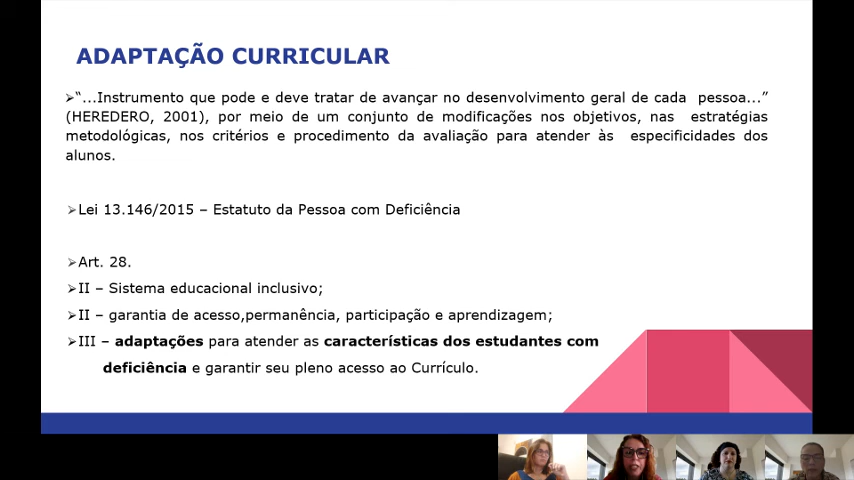 ADAPTAÇÃO CURRICULAR
➢“...Instrumento que pode e deve tratar de avançar no desenvolvimento geral de cada pessoa...”
(HEREDERO, 2001), por meio de um conjunto de modificações nos objetivos, nas estratégias
metodológicas, nos critérios e procedimento da avaliação para atender às especificidades dos
alunos.
➢Lei 13.146/2015 – Estatuto da Pessoa com Deficiência
➢Art. 28.
➢II – Sistema educacional inclusivo;
➢II – garantia de acesso,permanência, participação e aprendizagem;
➢III – adaptações para atender as características dos estudantes com
deficiência e garantir seu pleno acesso ao Currículo.